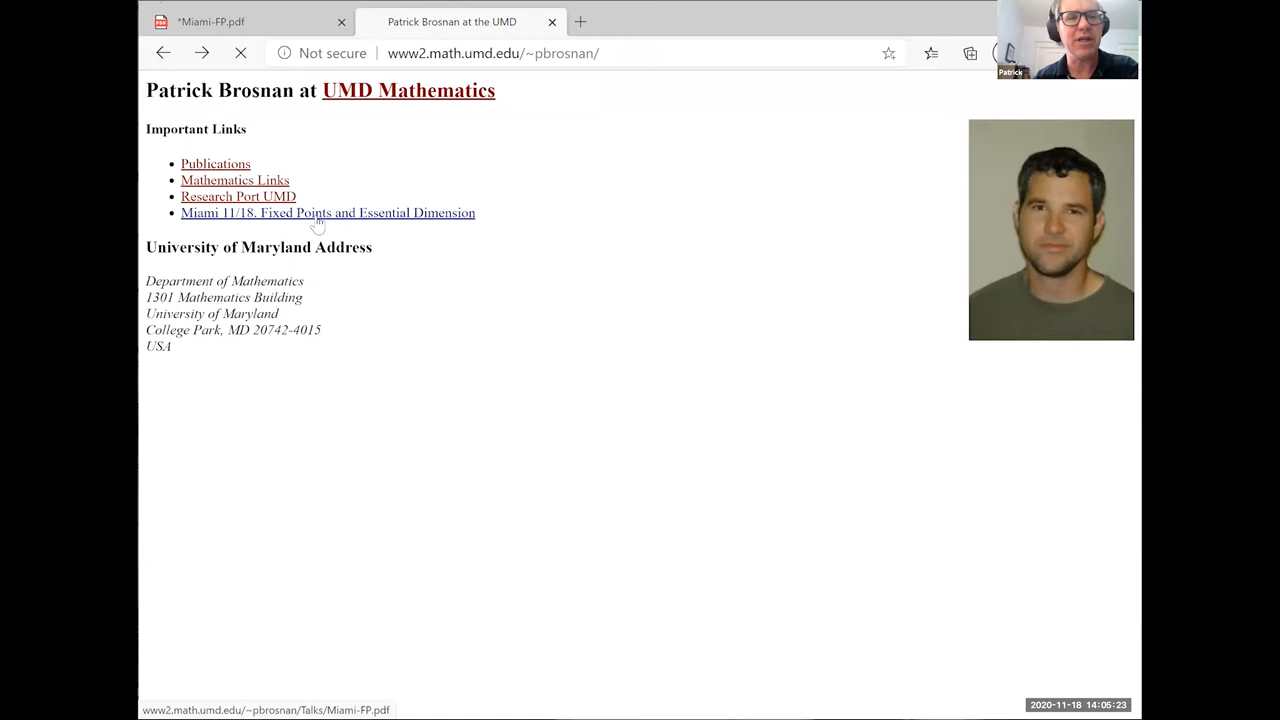 *Miami-FP.pdf
Patrick Brosnan at the UMD
Not secure
www2.math.umd.edu/~pbrosnan/
Patrick
Patrick Brosnan at UMD Mathematics
Important Links
Publications
Mathematics Links
Research Port UMD
Miami 11/18. Fixed Points and Essential Dimension
University of Maryland Address
Department of Mathematics
1301 Mathematics Building
University of Maryland
College Park, MD 20742-4015
USA
www2.math.umd.edu/~pbrosnan/Talks/Miami-FP.pdf
2020-11-18 14:05:23